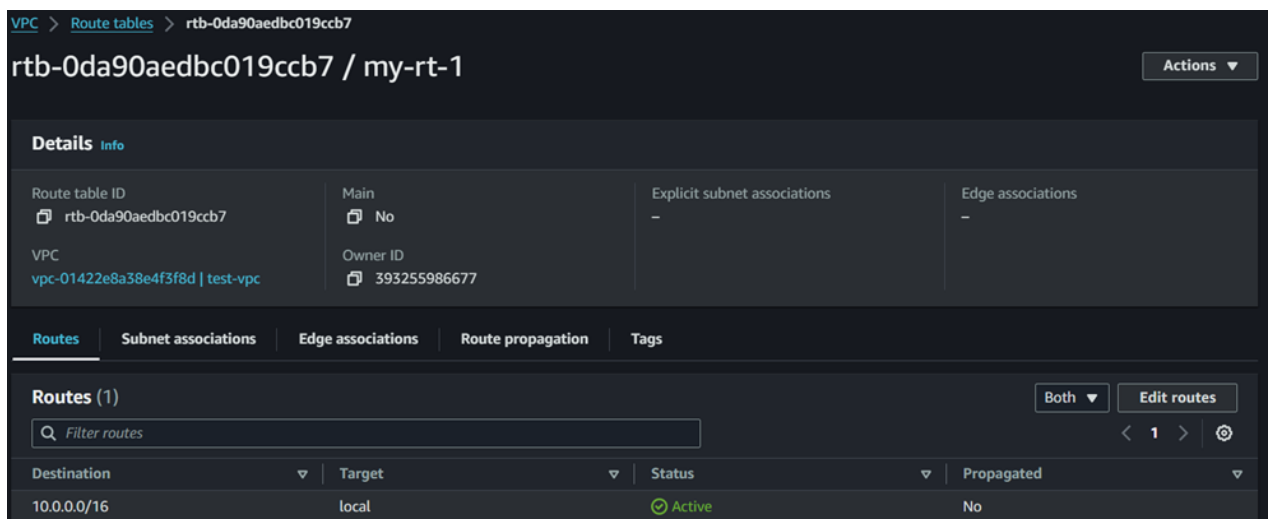 VPC > Route tables > rtb-0da90aedbc019ccb7
rtb-0da90aedbc019ccb7 / my-rt-1
Actions
Details Info
Route table ID
rtb-0da90aedbc019ccb7
Main
No
Explicit subnet associations
–
Edge associations
–
VPC
vpc-01422e8a38e4f3f8d | test-vpc
Owner ID
393255986677
Routes Subnet associations Edge associations Route propagation Tags
Routes (1)
Both Edit routes
Filter routes
< 1 >
Destination Target Status Propagated
10.0.0.0/16 local Active No